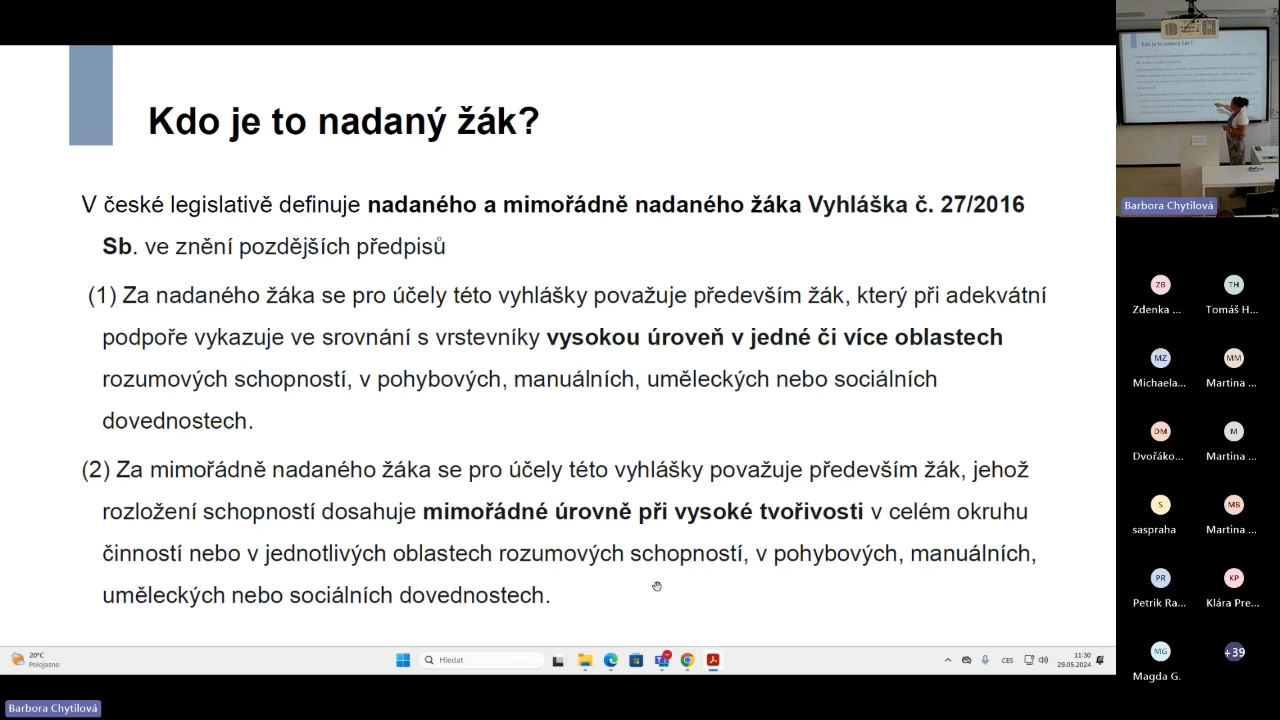 Kdo je to nadaný žák?
V české legislativě definuje nadaného a mimořádně nadaného žáka Vyhláška č. 27/2016
Sb. ve znění pozdějších předpisů
(1) Za nadaného žáka se pro účely této vyhlášky považuje především žák, který při adekvátní
podpoře vykazuje ve srovnání s vrstevníky vysokou úroveň v jedné či více oblastech
rozumových schopností, v pohybových, manuálních, uměleckých nebo sociálních
dovednostech.
(2) Za mimořádně nadaného žáka se pro účely této vyhlášky považuje především žák, jehož
rozložení schopností dosahuje mimořádné úrovně při vysoké tvořivosti v celém okruhu
činností nebo v jednotlivých oblastech rozumových schopností, v pohybových, manuálních,
uměleckých nebo sociálních dovednostech.
20°C
Polojasno
Hledat
CES
11:30
29.05.2024
Barbora Chytilová
Kdo je to nadaný žák?
Barbora Chytilová
ZB
TH
Zdenka ...
Tomáš H...
MZ
MM
Michaela...
Martina ...
DM
M
Dvořáko...
Martina ...
S
MB
saspraha
Martina ...
PR
KP
Petrik Ra...
Klára Pre...
MG
+39
Magda G.